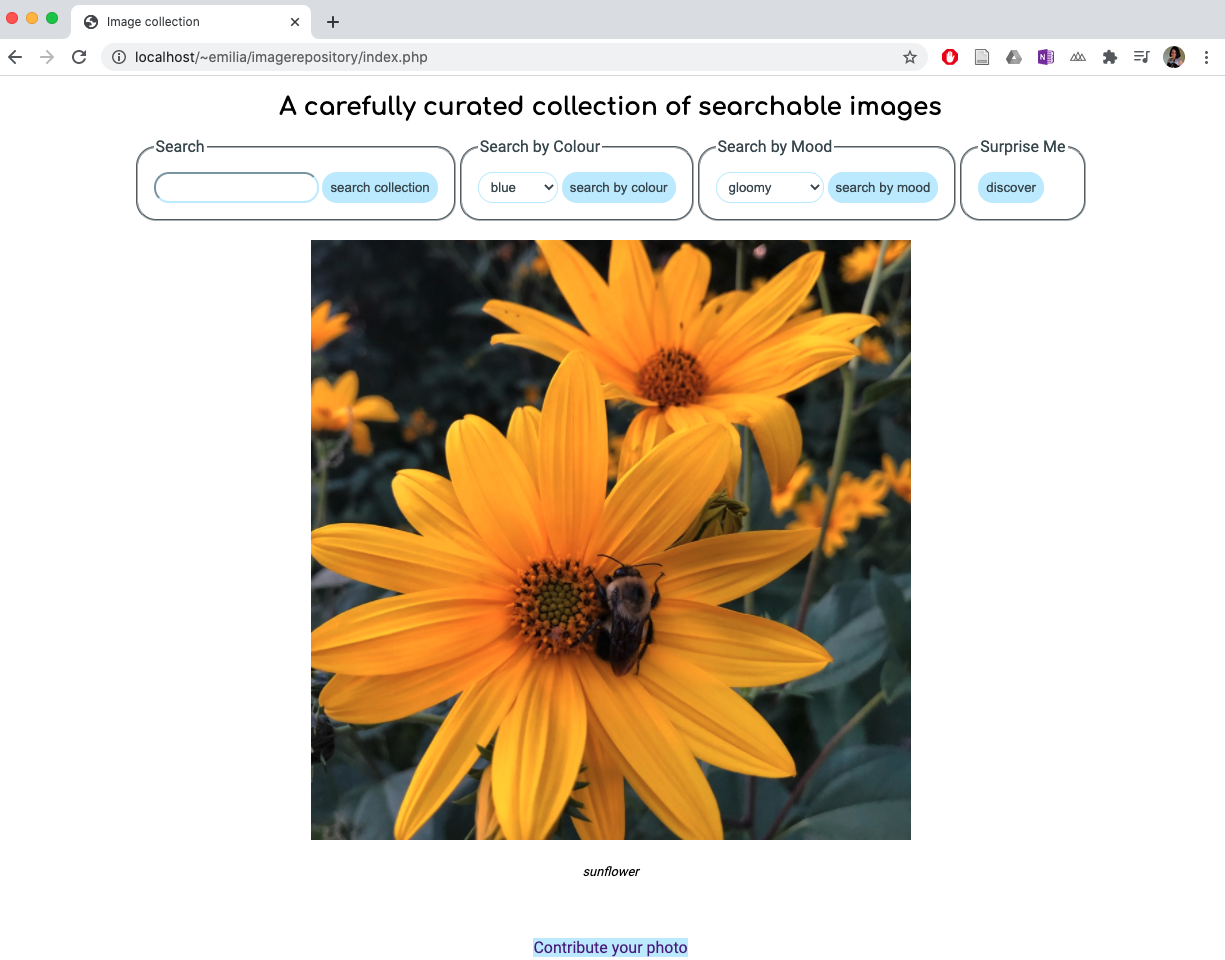 Image collection
localhost/~emilia/imagerepository/index.php
A carefully curated collection of searchable images
Search
Search by Colour
Search by Mood
Surprise Me
search collection
blue
search by colour
gloomy
search by mood
discover
sunflower
Contribute your photo